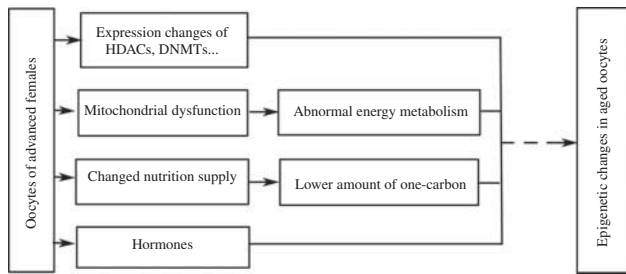 Oocytes of advanced females
Expression changes of
HDACs, DNMTs...
Mitochondrial dysfunction
Abnormal energy metabolism
Changed nutrition supply
Lower amount of one-carbon
Hormones
Epigenetic changes in aged oocytes